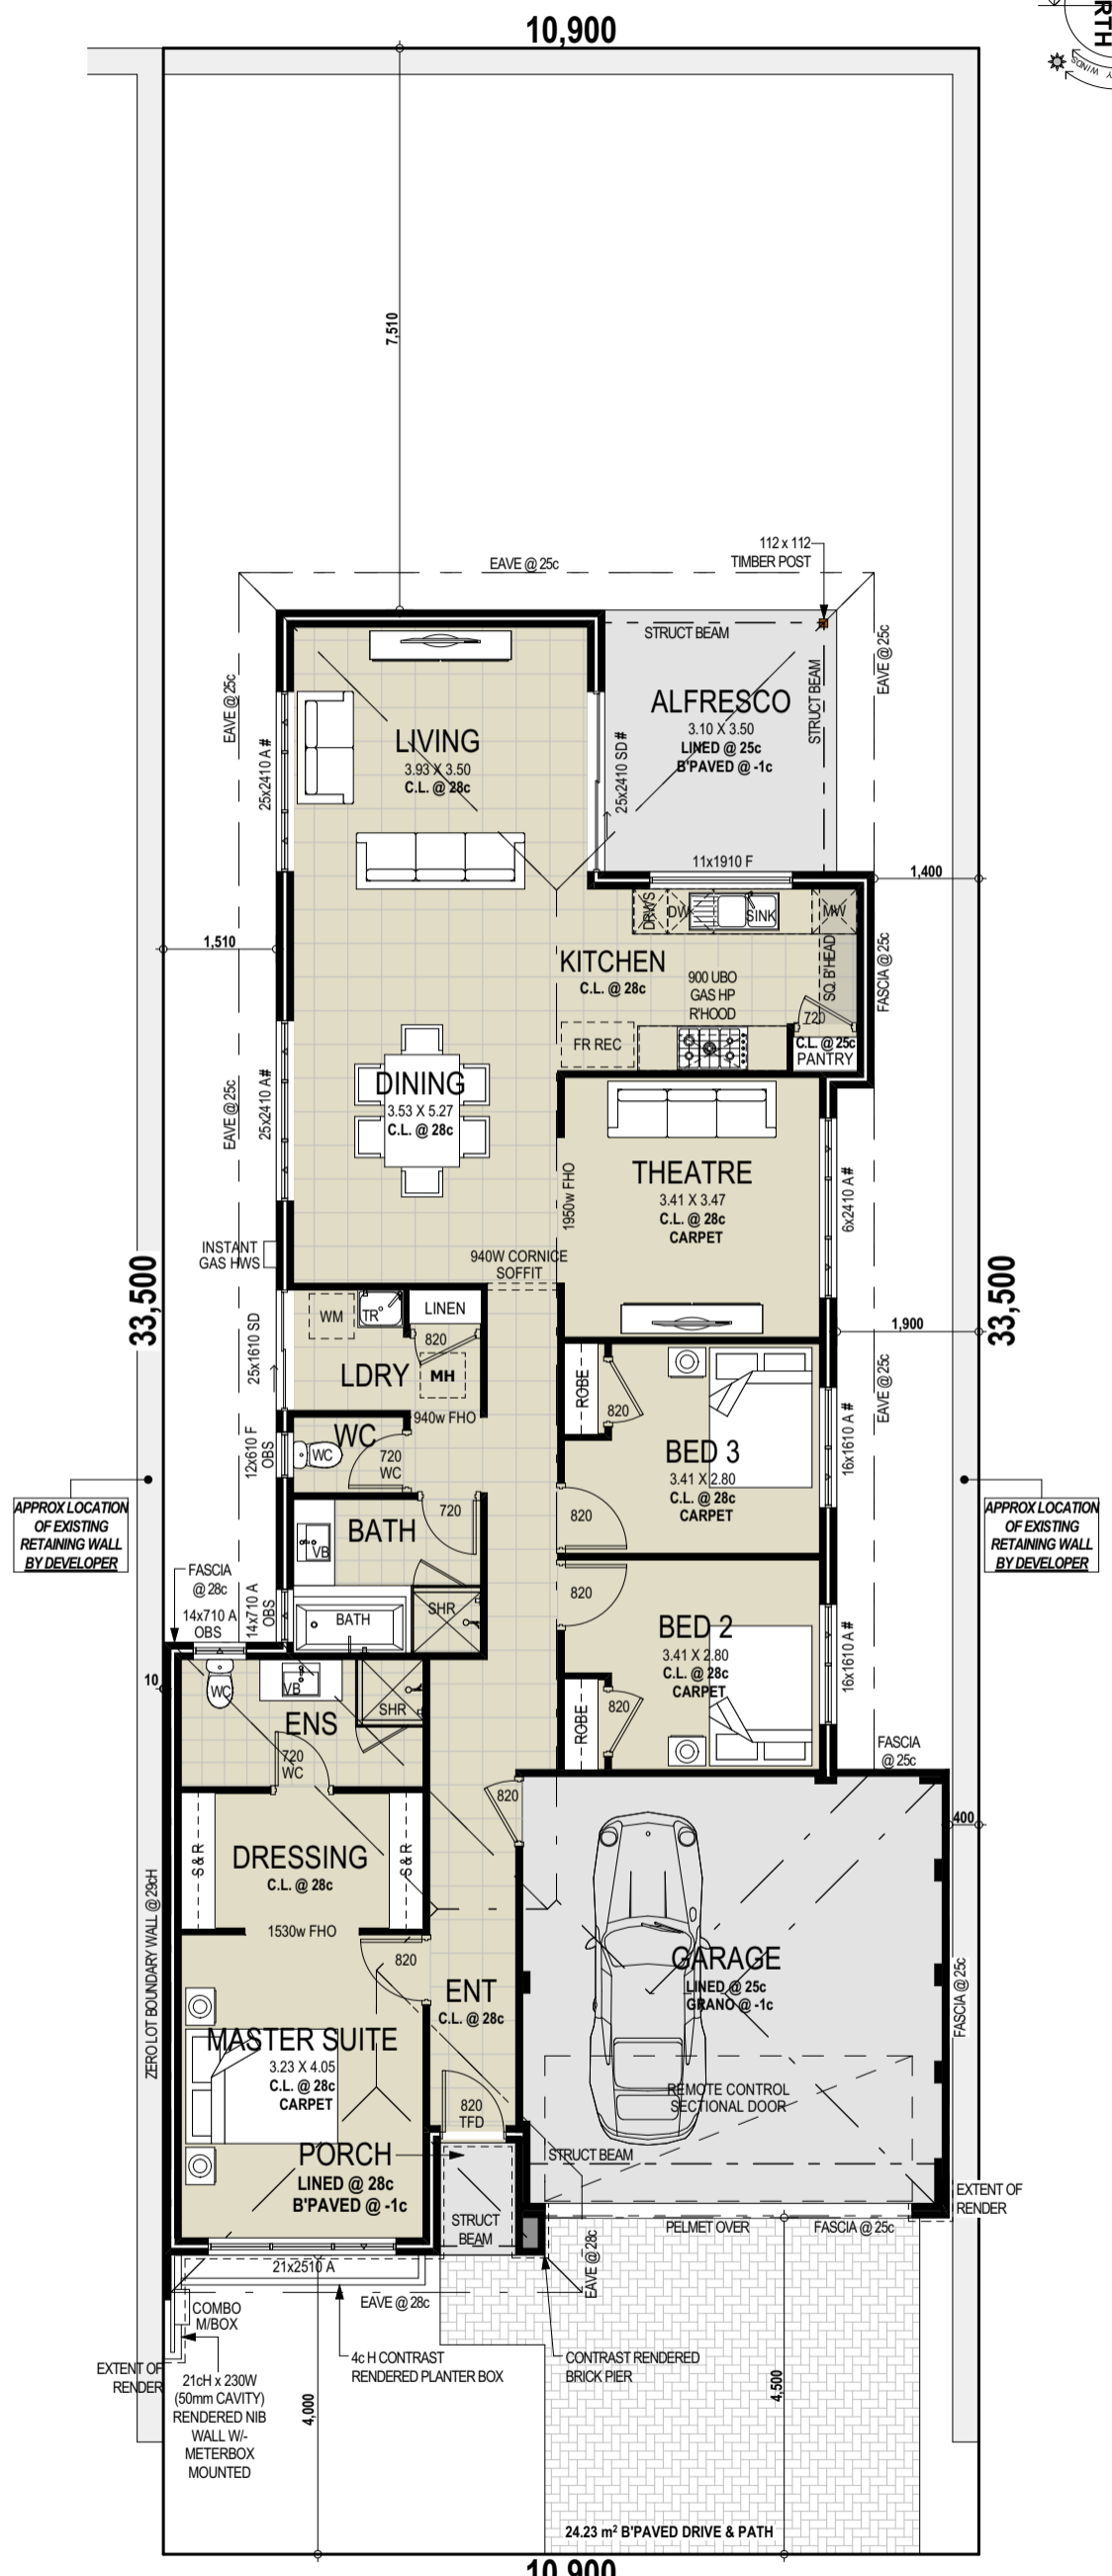 10,900
RTH
Y WINDS
7,510
112 x 112
TIMBER POST
EAVE @ 25c
STRUCT BEAM
EAVE @ 25c
EAVE @ 25c
STRUCT BEAM
ALFRESCO
3.10 X 3.50
LINED @ 25c
B'PAVED @ -1c
LIVING
3.93 X 3.50
C.L. @ 28c
25x2410 A #
25x2410 SD #
11x1910 F
1,400
DRWS
DW
SINK
MW
1,510
KITCHEN
C.L. @ 28c
900 UBO
GAS HP
R'HOOD
SQ. B'HEAD
FASCIA @ 25c
720
FR REC
C.L. @ 25c
PANTRY
EAVE @ 25c
25x2410 A#
DINING
3.53 X 5.27
C.L. @ 28c
THEATRE
3.41 X 3.47
C.L. @ 28c
CARPET
1950w FHO
6x2410 A#
INSTANT
GAS HWS
940W CORNICE
SOFFIT
33,500
33,500
WM
TR
LINEN
820
25x1610 SD
1,900
LDRY
MH
940w FHO
ROBE
820
EAVE @ 25c
BED 3
3.41 X 2.80
C.L. @ 28c
CARPET
16x1610 A #
12x610 F
OBS
WC
WC
720
WC
APPROX LOCATION
OF EXISTING
RETAINING WALL
BY DEVELOPER
APPROX LOCATION
OF EXISTING
RETAINING WALL
BY DEVELOPER
720
820
BATH
VB
FASCIA
@ 28c
14x710 A
OBS
14x710 A
OBS
BATH
SHR
820
BED 2
3.41 X 2.80
C.L. @ 28c
CARPET
16x1610 A #
10
WC
VB
SHR
ENS
720
WC
ROBE
820
FASCIA
@ 25c
820
400
S & R
DRESSING
C.L. @ 28c
S & R
1530w FHO
820
ZERO LOT BOUNDARY WALL @ 29cH
ENT
C.L. @ 28c
GARAGE
LINED @ 25c
GRANO @ -1c
FASCIA @ 25c
MASTER SUITE
3.23 X 4.05
C.L. @ 28c
CARPET
820
TFD
REMOTE CONTROL
SECTIONAL DOOR
PORCH
LINED @ 28c
B'PAVED @ -1c
STRUCT BEAM
STRUCT
BEAM
EXTENT OF
RENDER
PELMET OVER
FASCIA @ 25c
21x2510 A
EAVE @ 28c
EAVE @ 28c
COMBO
M/BOX
4c H CONTRAST
RENDERED PLANTER BOX
CONTRAST RENDERED
BRICK PIER
EXTENT OF
RENDER
21cH x 230W
(50mm CAVITY)
RENDERED NIB
WALL W/-
METERBOX
MOUNTED
4,000
4,500
24.23 m² B'PAVED DRIVE & PATH
10,900